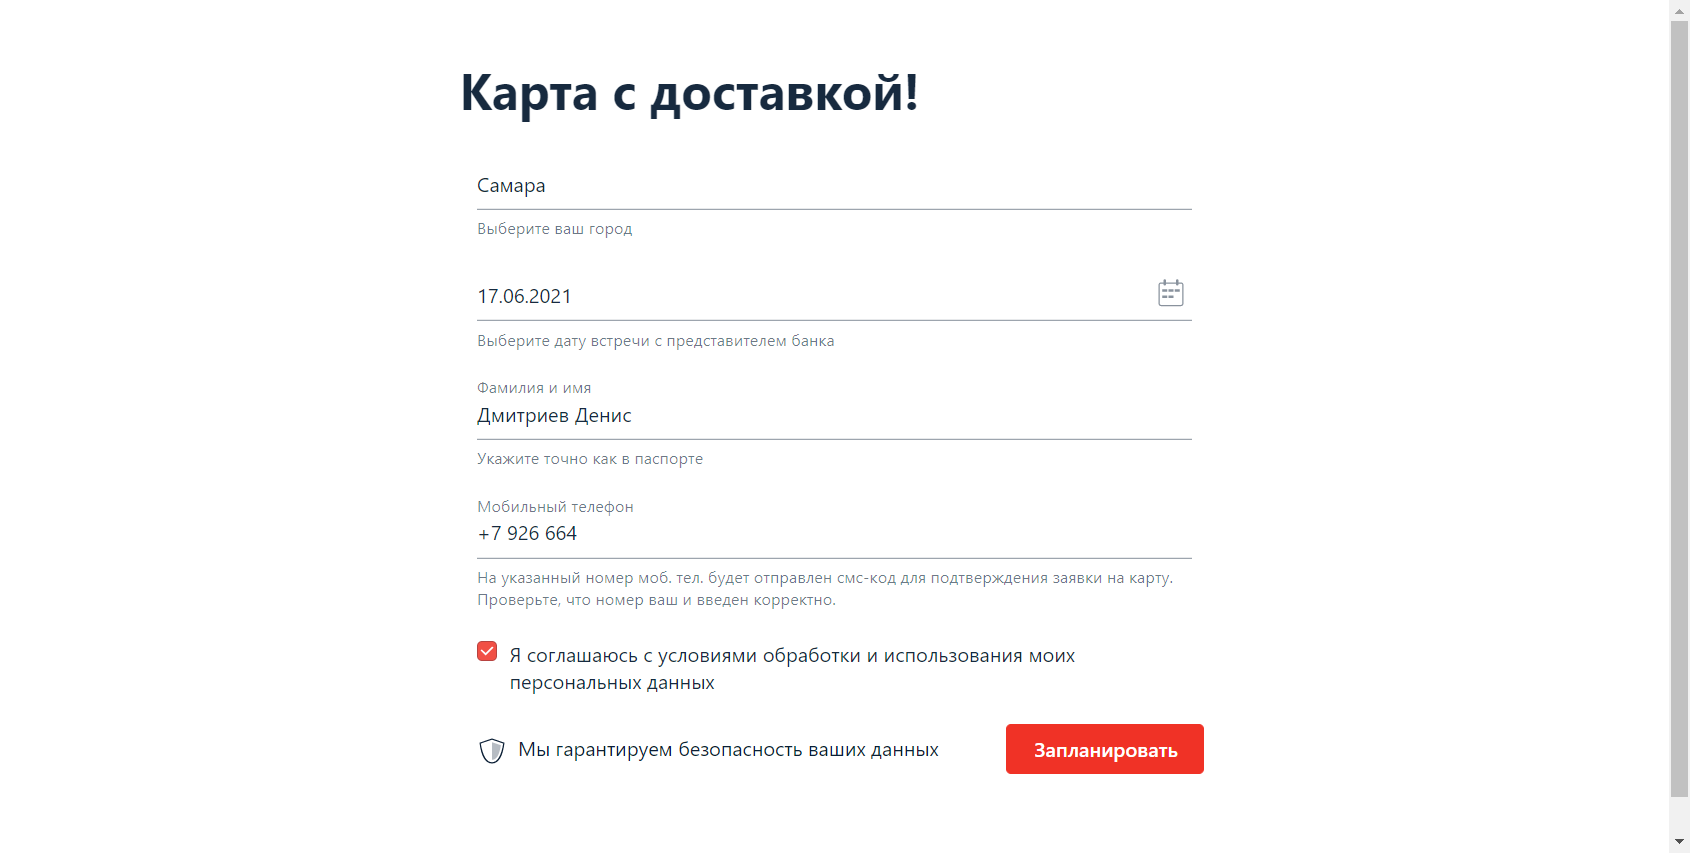 Карта с доставкой!
Самара
Выберите ваш город
17.06.2021
Выберите дату встречи с представителем банка
Фамилия и имя
Дмитриев Денис
Укажите точно как в паспорте
Мобильный телефон
+7 926 664
На указанный номер моб. тел. будет отправлен смс-код для подтверждения заявки на карту.
Проверьте, что номер ваш и введен корректно.
Я соглашаюсь с условиями обработки и использования моих
персональных данных
Мы гарантируем безопасность ваших данных
Запланировать